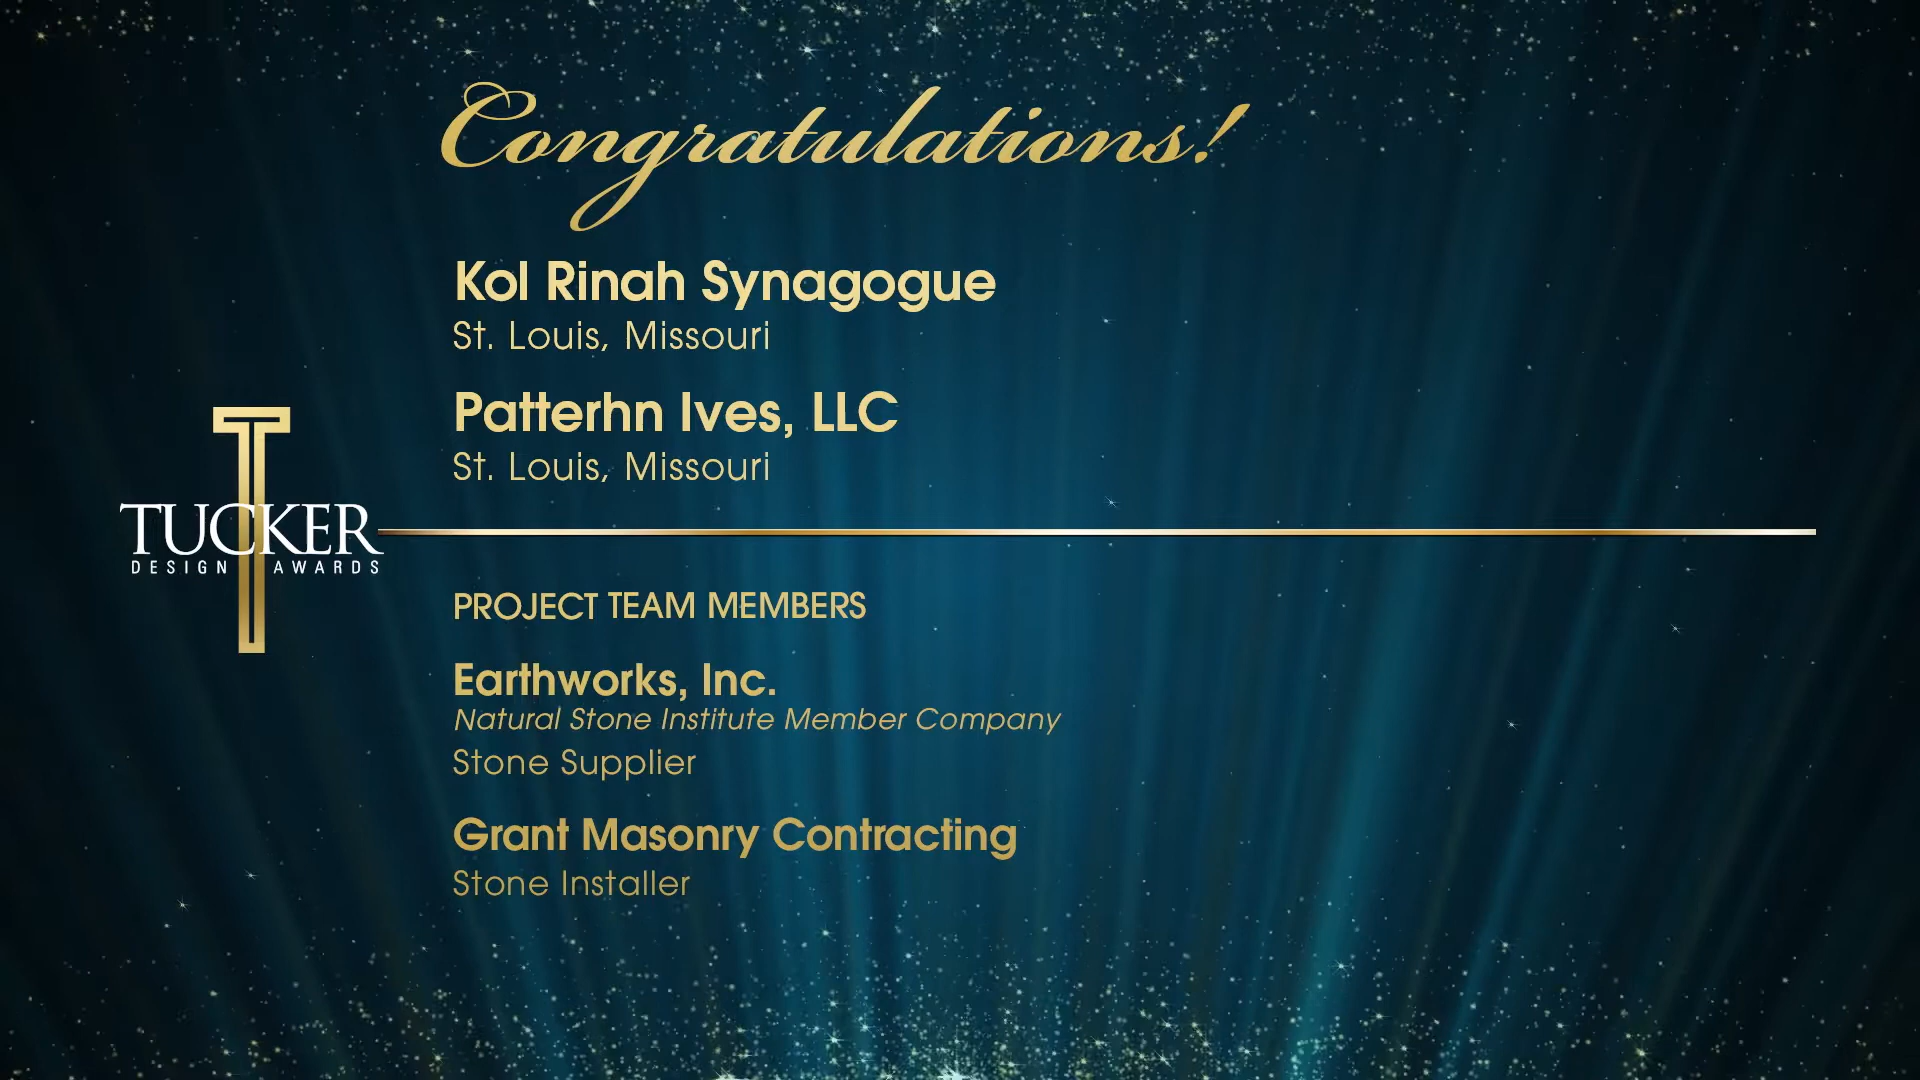 Congratulations!
Kol Rinah Synagogue
St. Louis, Missouri
Patterhn Ives, LLC
St. Louis, Missouri
TUCKER
DESIGN AWARDS
PROJECT TEAM MEMBERS
Earthworks, Inc.
Natural Stone Institute Member Company
Stone Supplier
Grant Masonry Contracting
Stone Installer